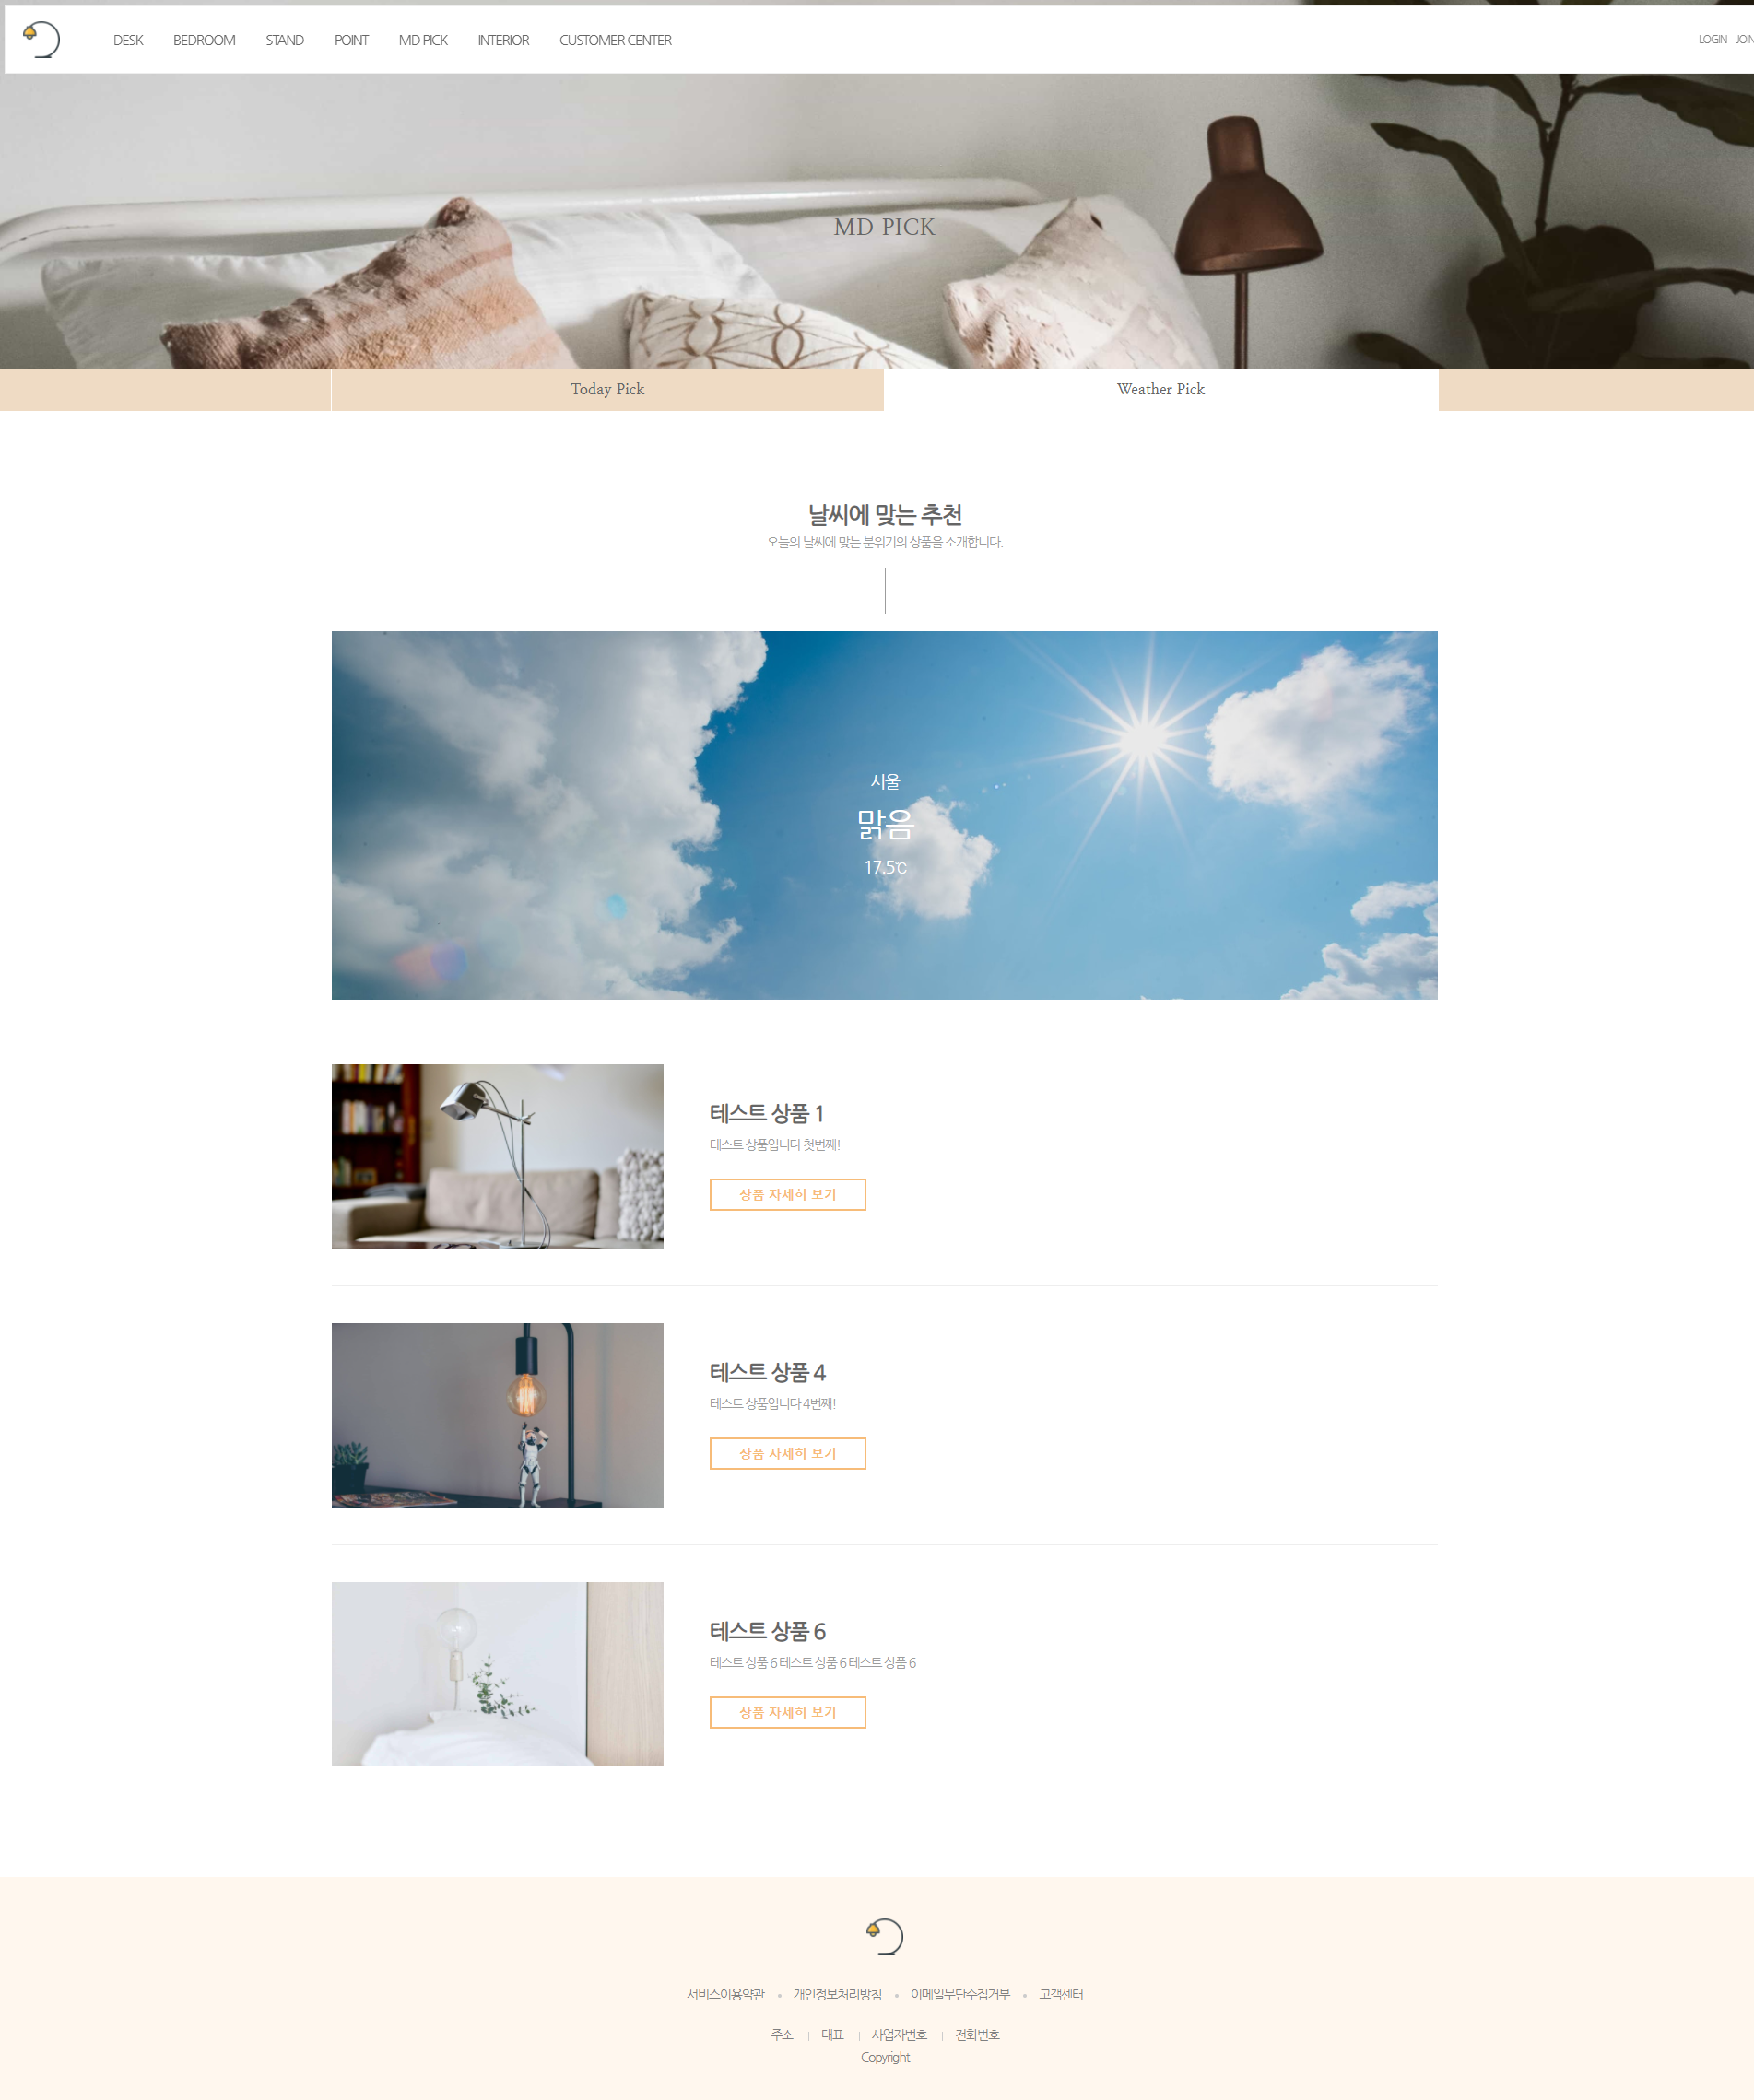 DESK BEDROOM STAND POINT MD PICK INTERIOR CUSTOMER CENTER LOGIN JOIN
MD PICK
Today Pick Weather Pick
날씨에 맞는 추천
오늘의 날씨에 맞는 분위기의 상품을 소개합니다.
서울
맑음
17.5℃
테스트 상품 1
테스트 상품입니다 첫번째!
상품 자세히 보기
테스트 상품 4
테스트 상품입니다 4번째!
상품 자세히 보기
테스트 상품 6
테스트 상품 6 테스트 상품 6 테스트 상품 6
상품 자세히 보기
서비스이용약관 • 개인정보처리방침 • 이메일무단수집거부 • 고객센터
주소 | 대표 | 사업자번호 | 전화번호
Copyright